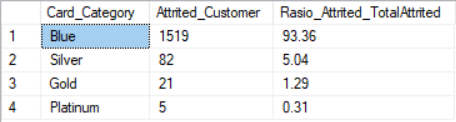 Card_Category Attrited_Customer Rasio_Attrited_TotalAttrited
1 Blue 1519 93.36
2 Silver 82 5.04
3 Gold 21 1.29
4 Platinum 5 0.31